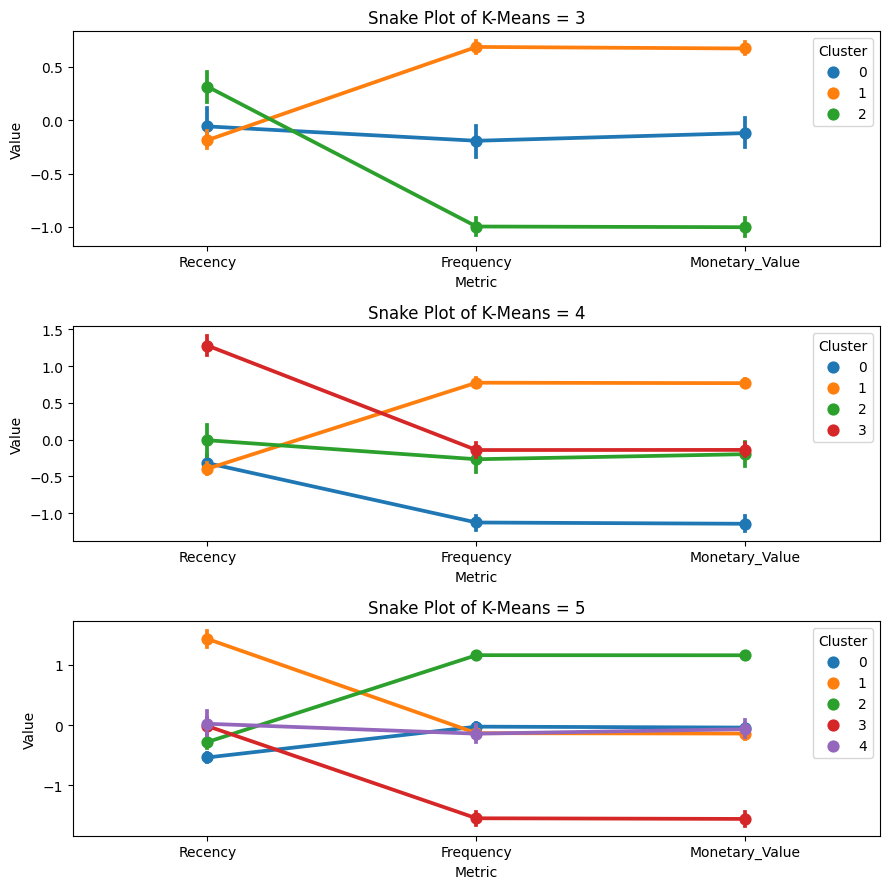 Snake Plot of K-Means = 3
Value
0.5
0.0
−0.5
−1.0
Cluster
0
1
2
Recency
Frequency
Monetary_Value
Metric
Snake Plot of K-Means = 4
Value
1.5
1.0
0.5
0.0
−0.5
−1.0
Cluster
0
1
2
3
Recency
Frequency
Monetary_Value
Metric
Snake Plot of K-Means = 5
Value
1
0
−1
Cluster
0
1
2
3
4
Recency
Frequency
Monetary_Value
Metric